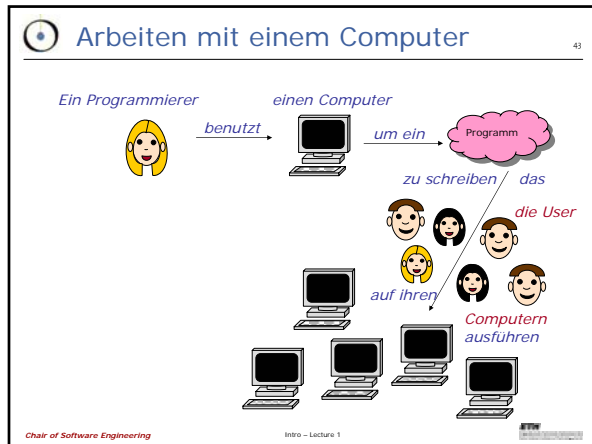 Arbeiten mit einem Computer
43
Ein Programmierer
benutzt
einen Computer
um ein
Programm
zu schreiben
das
die User
auf ihren
Computern
ausführen
Chair of Software Engineering
Intro – Lecture 1
ETH